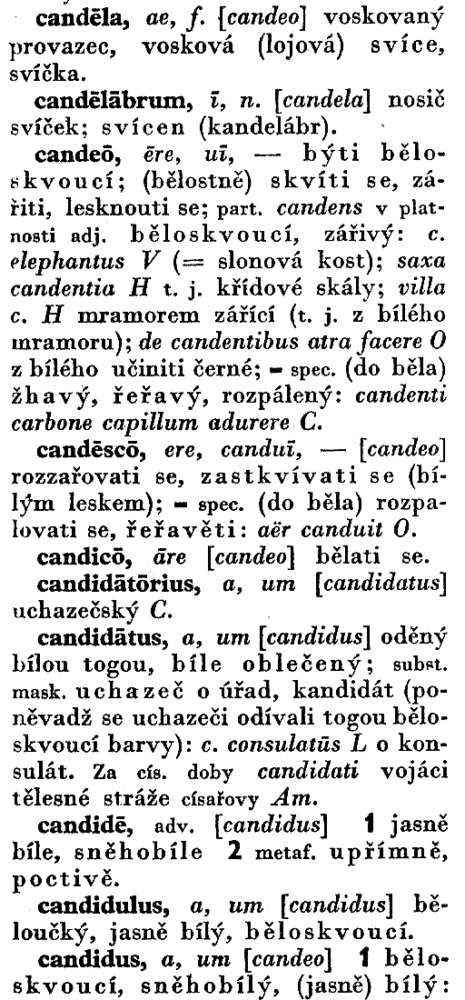 candēla, ae, f. [candeo] voskovaný
provazec, vosková (lojová) svíce,
svíčka.
candēlābrum, ī, n. [candela] nosič
svíček; svícen (kandelábr).
candeō, ēre, uī, — býti bělo-
skvoucí; (bělostně) skvíti se, zá-
řiti, lesknouti se; part. candens v plat-
nosti adj. běloskvoucí, zářivý: c.
elephantus V (= slonová kost); saxa
candentia H t. j. křídové skály; villa
c. H mramorem zářící (t. j. z bílého
mramoru); de candentibus atra facere O
z bílého učiniti černé; – spec. (do běla)
žhavý, řeřavý, rozpálený: candenti
carbone capillum adurere C.
candēscō, ere, canduī, — [candeo]
rozzařovati se, zastkvívati se (bí-
lým leskem); – spec. (do běla) rozpa-
lovati se, řeřavěti: aër canduit O.
candicō, āre [candeo] bělati se.
candidātōrius, a, um [candidatus]
uchazečský C.
candidātus, a, um [candidus] oděný
bílou togou, bíle oblečený; subst.
mask. uchazeč o úřad, kandidát (po-
něvadž se uchazeči odívali togou bělo-
skvoucí barvy): c. consulatūs L o kon-
sulát. Za cís. doby candidati vojáci
tělesné stráže císařovy Am.
candidē, adv. [candidus] 1 jasně
bíle, sněhobíle 2 metaf. upřímně,
poctivě.
candidulus, a, um [candidus] bě-
loučký, jasně bílý, běloskvoucí.
candidus, a, um [candeo] 1 bělo-
skvoucí, sněhobílý, (jasně) bílý: